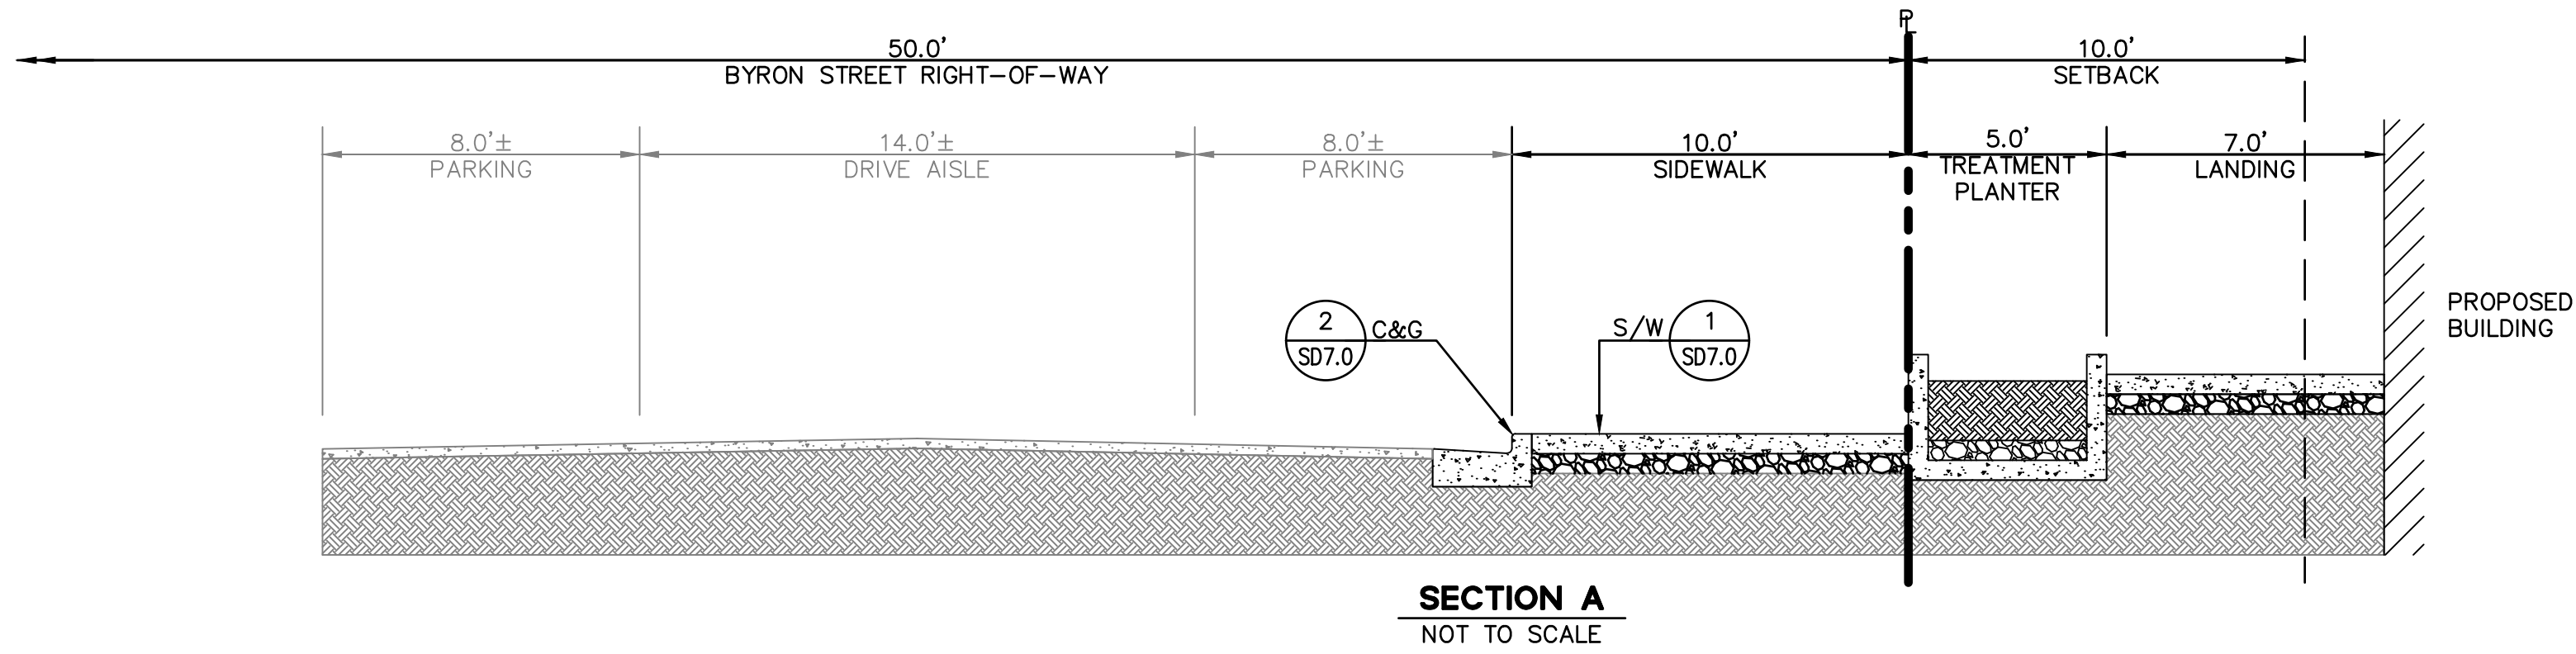 PL
50.0'
BYRON STREET RIGHT-OF-WAY
10.0'
SETBACK
8.0'±
PARKING
14.0'±
DRIVE AISLE
8.0'±
PARKING
10.0'
SIDEWALK
5.0'
TREATMENT
PLANTER
7.0'
LANDING
2
SD7.0
C&G
S/W
1
SD7.0
PROPOSED
BUILDING
SECTION A
NOT TO SCALE